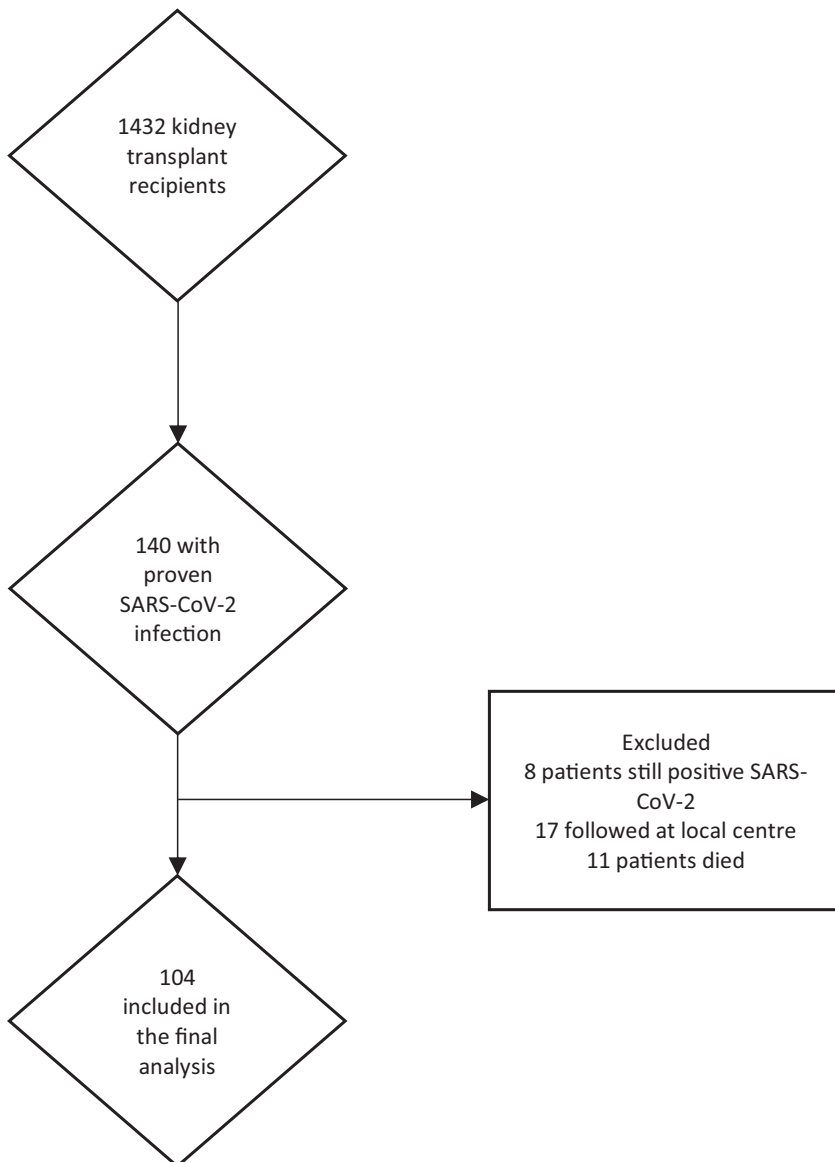 1432 kidney
transplant
recipients
140 with
proven
SARS-CoV-2
infection
Excluded
8 patients still positive SARS-
CoV-2
17 followed at local centre
11 patients died
104
included in
the final
analysis